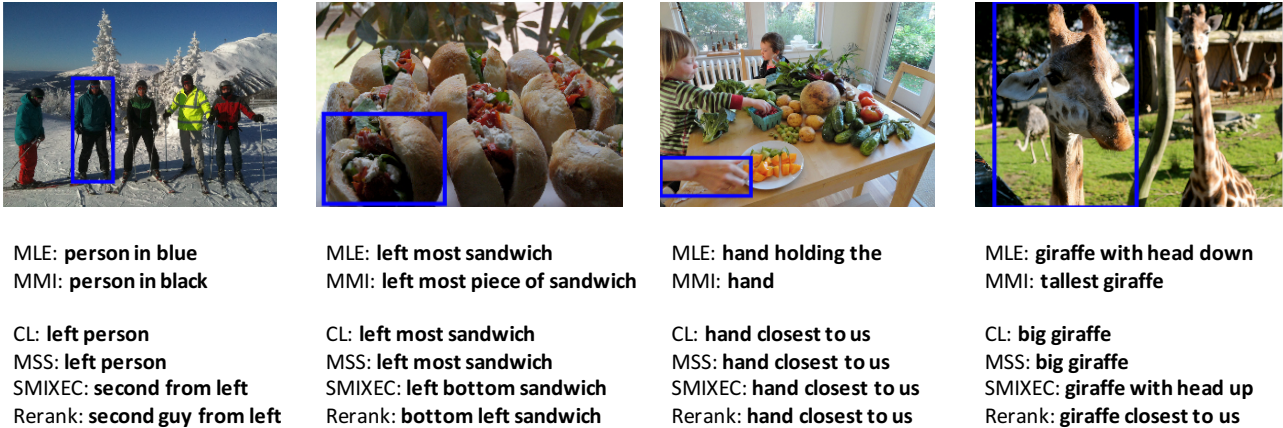 MLE: person in blue
MMI: person in black
CL: left person
MSS: left person
SMIXEC: second from left
Rerank: second guy from left
MLE: left most sandwich
MMI: left most piece of sandwich
CL: left most sandwich
MSS: left most sandwich
SMIXEC: left bottom sandwich
Rerank: bottom left sandwich
MLE: hand holding the
MMI: hand
CL: hand closest to us
MSS: hand closest to us
SMIXEC: hand closest to us
Rerank: hand closest to us
MLE: giraffe with head down
MMI: tallest giraffe
CL: big giraffe
MSS: big giraffe
SMIXEC: giraffe with head up
Rerank: giraffe closest to us